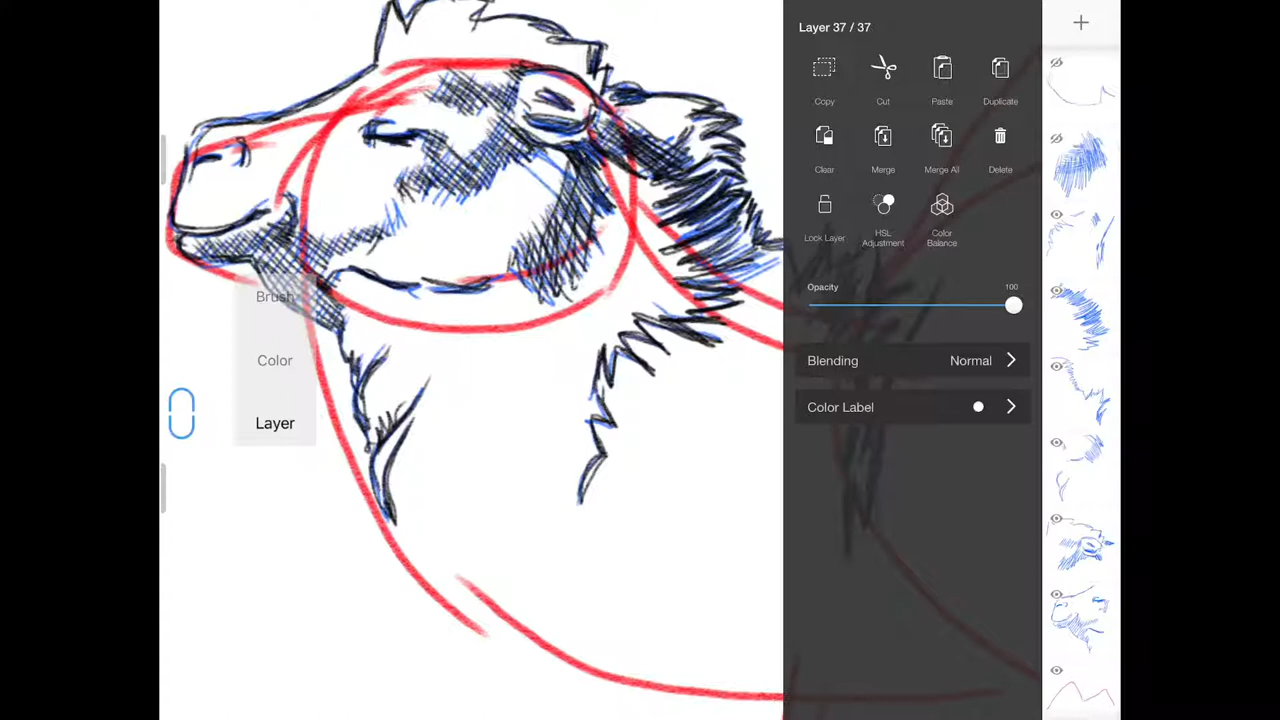 Layer 37 / 37
Copy
Cut
Paste
Duplicate
Clear
Merge
Merge All
Delete
Lock Layer
HSL
Adjustment
Color
Balance
Opacity
100
Blending
Normal
Color Label
Brush
Color
Layer